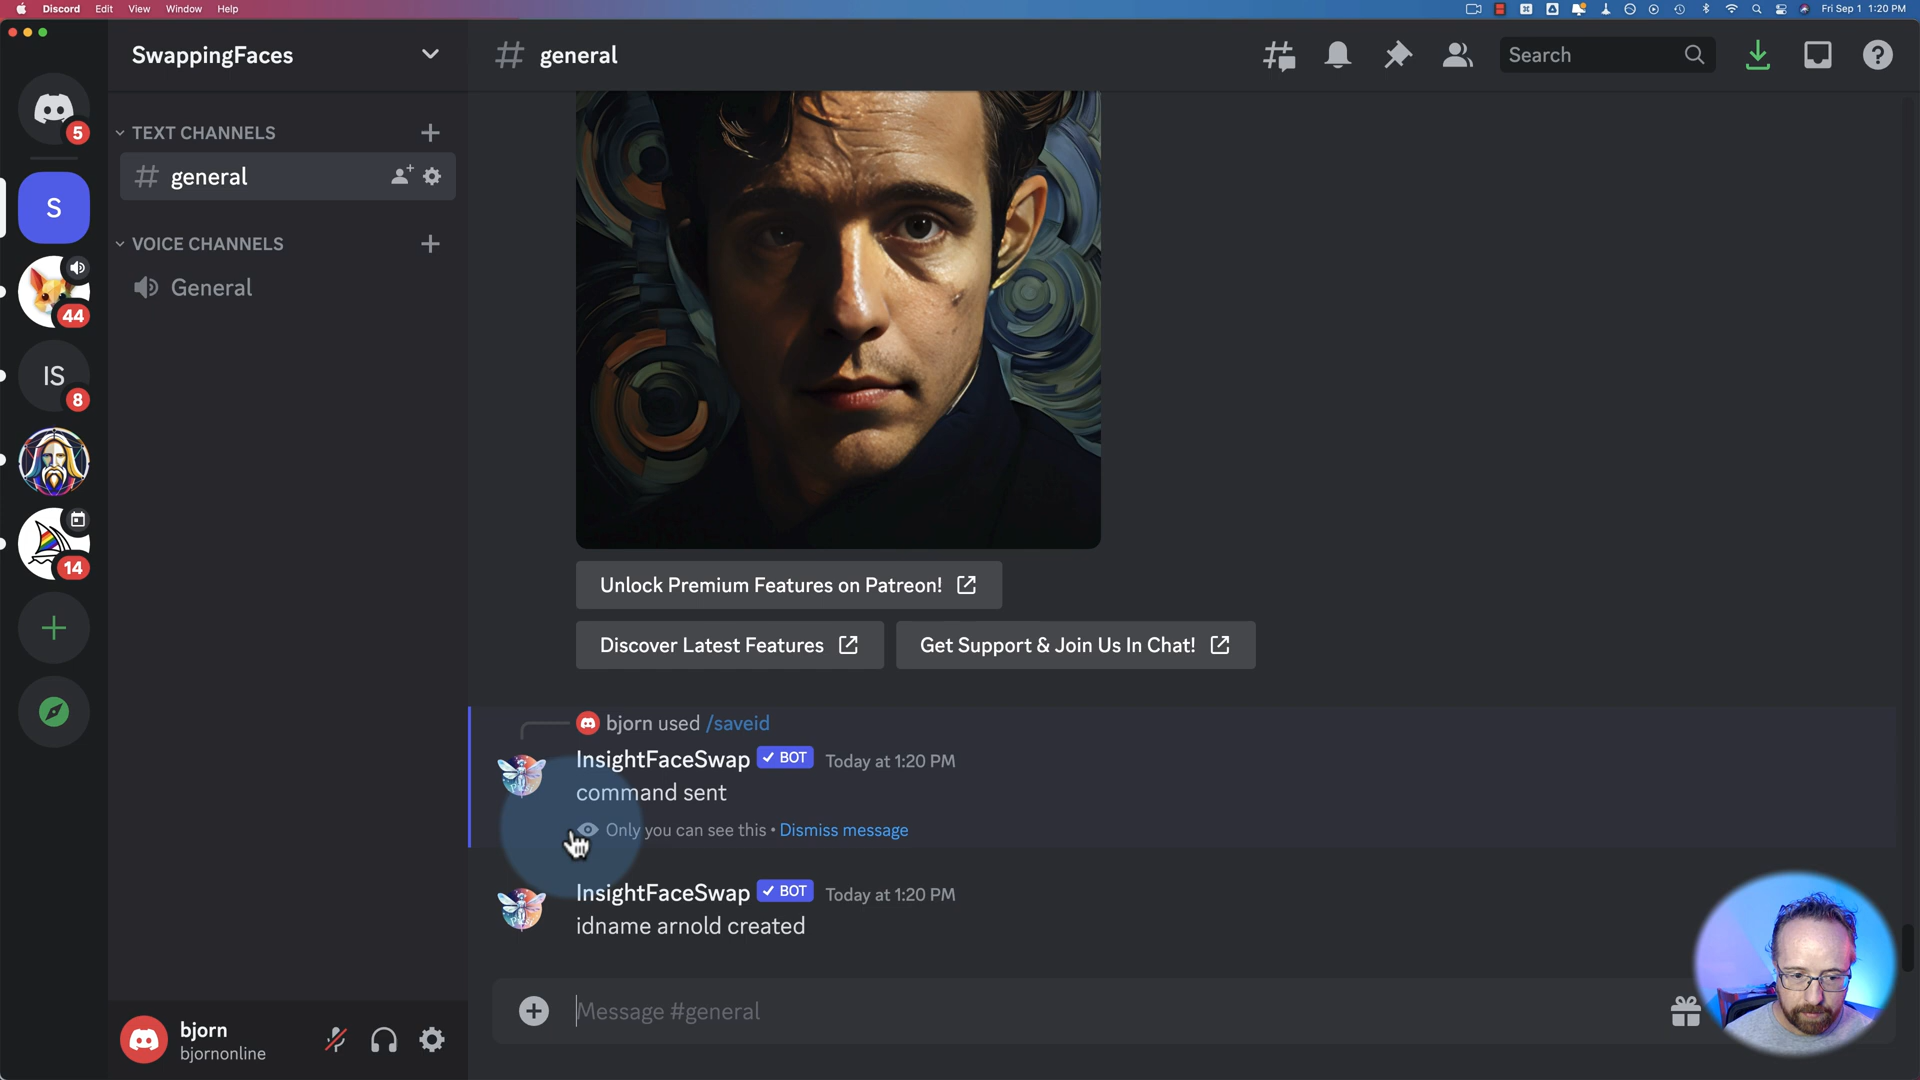 Discord Edit View Window Help
Fri Sep 1 1:20 PM
SwappingFaces
general
Search
5
TEXT CHANNELS
general
S
VOICE CHANNELS
General
44
IS
8
14
Unlock Premium Features on Patreon!
Discover Latest Features
Get Support & Join Us In Chat!
bjorn used /saveid
InsightFaceSwap BOT Today at 1:20 PM
command sent
Only you can see this • Dismiss message
InsightFaceSwap BOT Today at 1:20 PM
idname arnold created
Message #general
bjorn
bjornonline